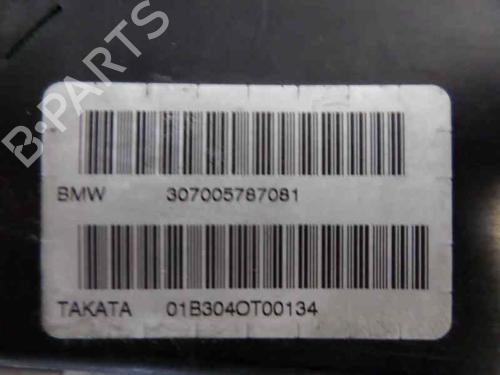 B-PARTS
BMW 307005787081
TAKATA 01B304OT00134